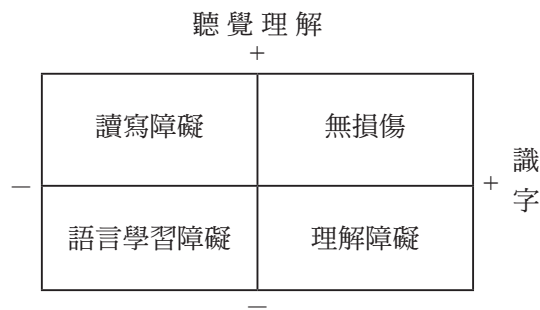 聽覺理解
+
讀寫障礙 無損傷
− + 識字
語言學習障礙 理解障礙
−